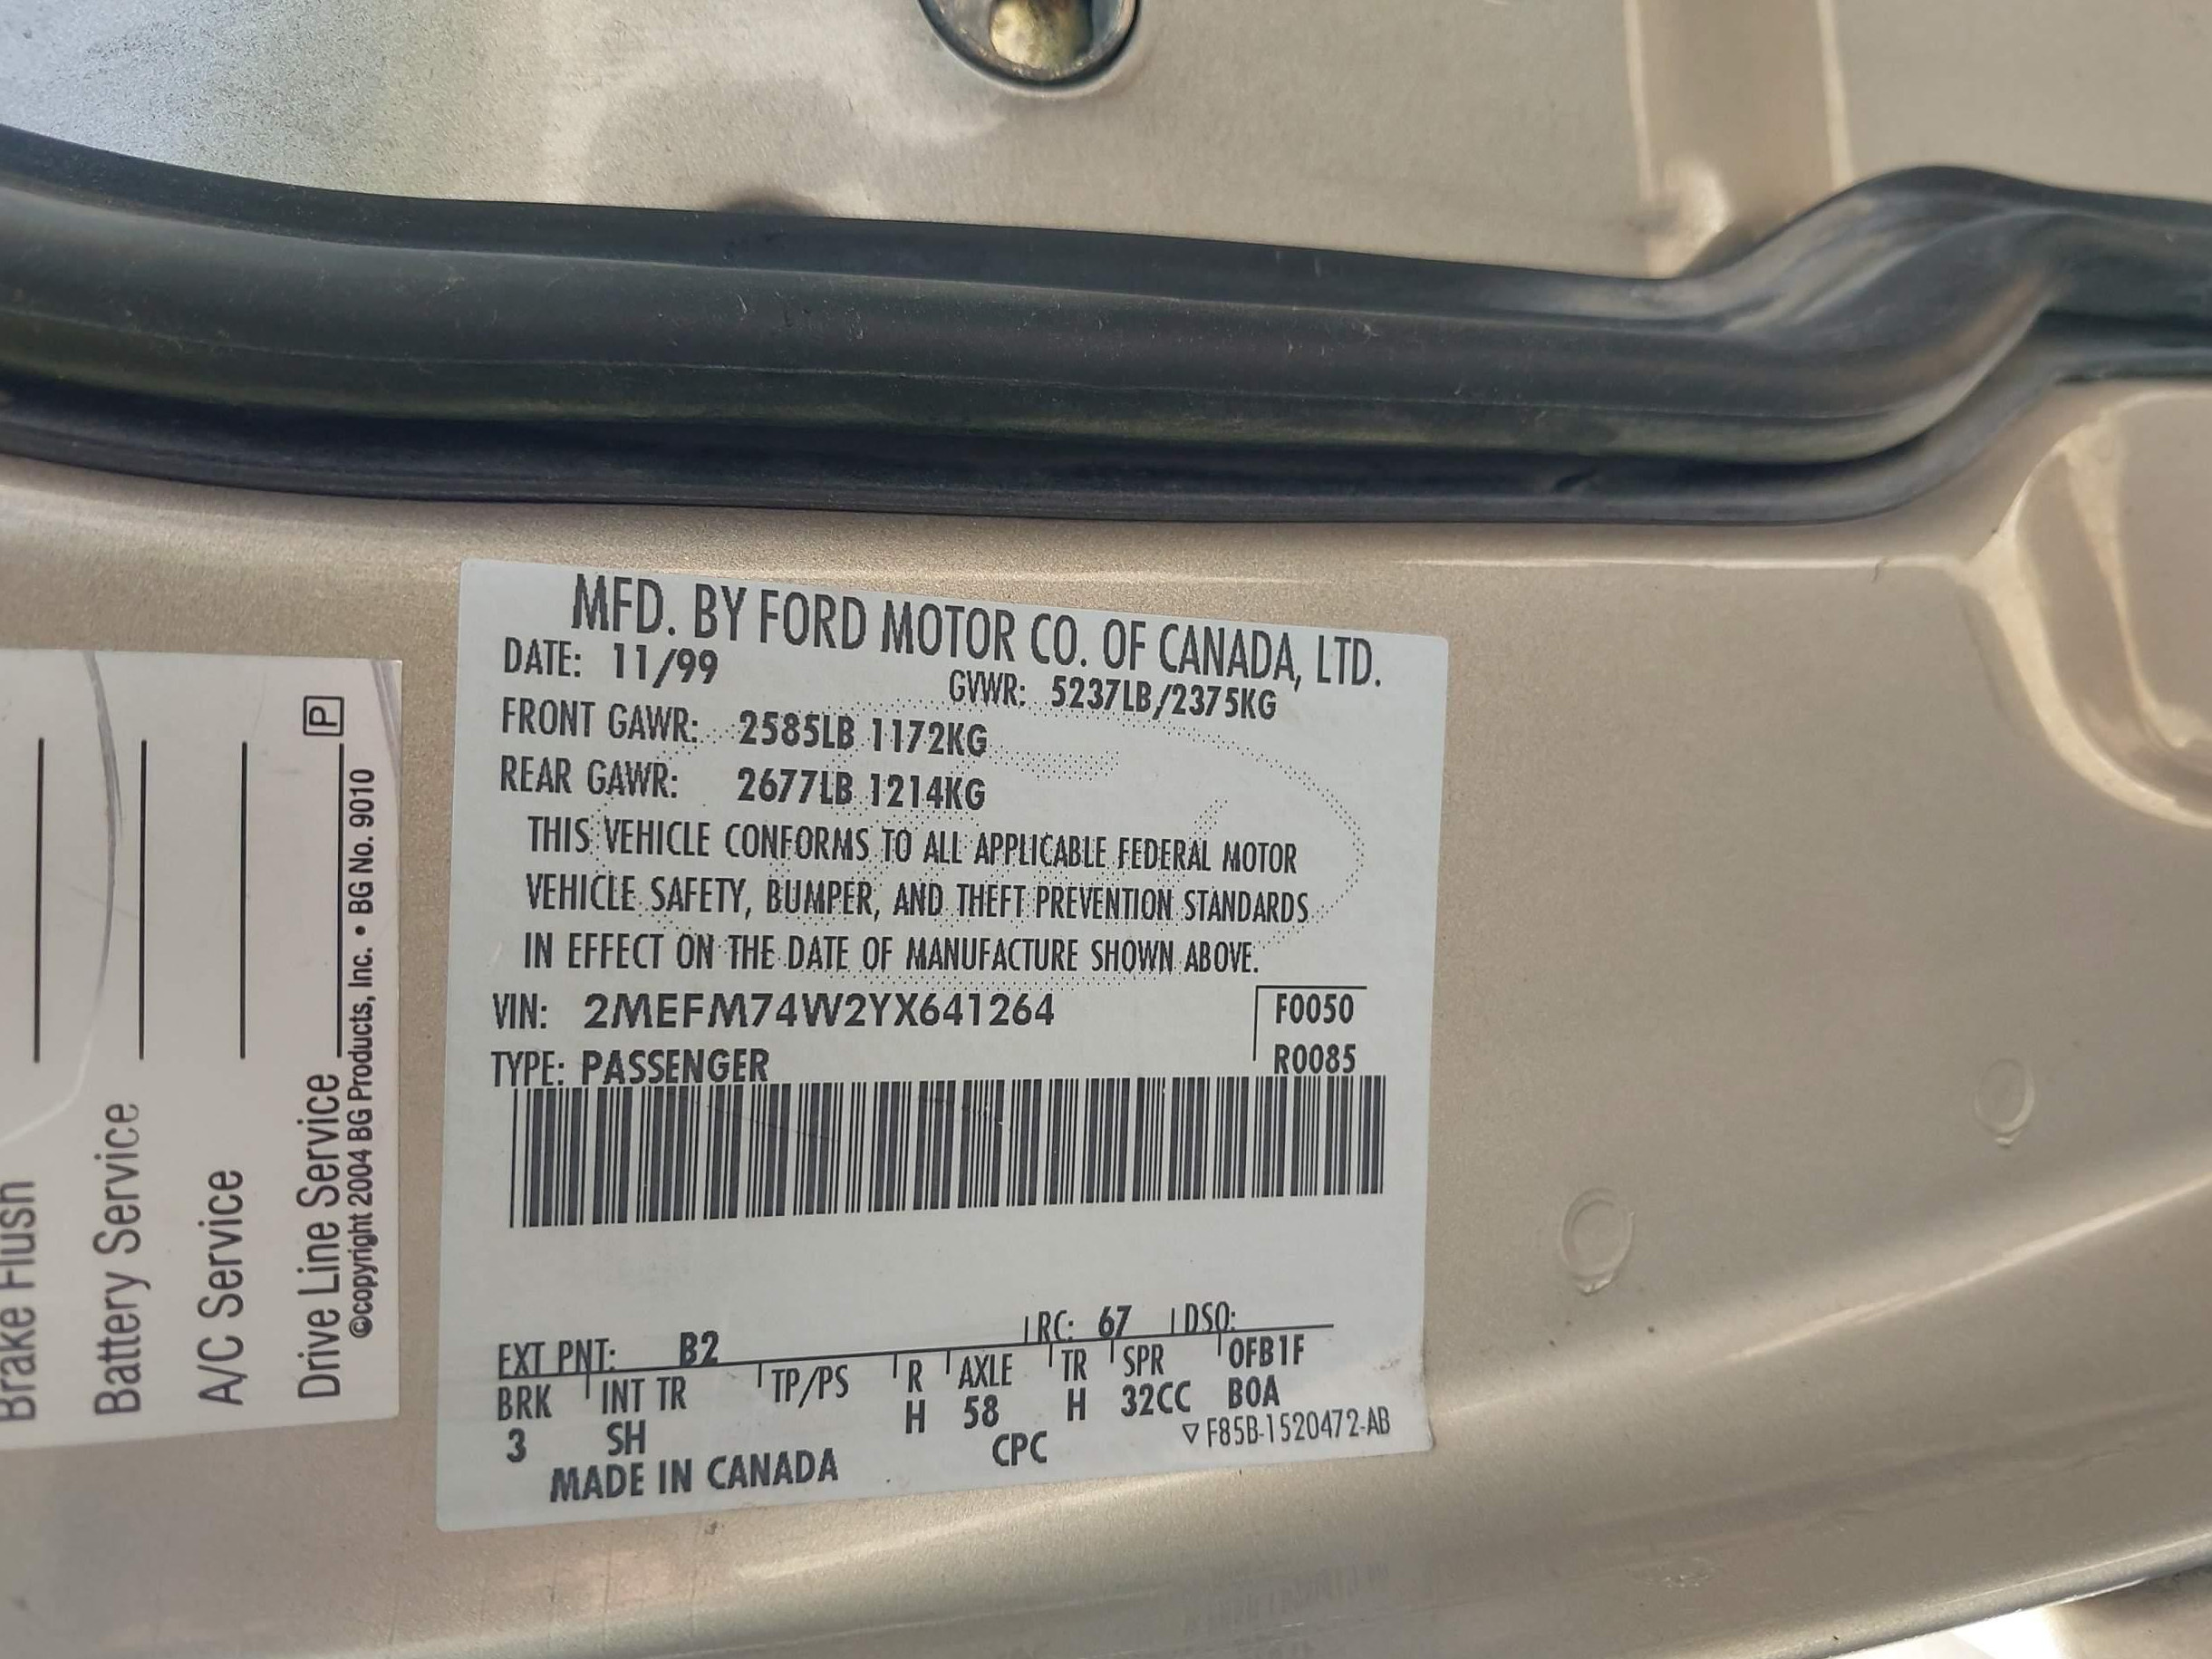 MFD. BY FORD MOTOR CO. OF CANADA, LTD.
DATE: 11/99
GVWR: 5237LB/2375KG
FRONT GAWR: 2585LB 1172KG
REAR GAWR: 2677LB 1214KG
THIS VEHICLE CONFORMS TO ALL APPLICABLE FEDERAL MOTOR
VEHICLE SAFETY, BUMPER, AND THEFT PREVENTION STANDARDS
IN EFFECT ON THE DATE OF MANUFACTURE SHOWN ABOVE.
VIN: 2MEFM74W2YX641264
F0050
TYPE: PASSENGER
R0085
EXT PNT: B2 RC: 67 DSO:
BRK INT TR TP/PS R AXLE TR SPR 0FB1F
3 SH H 58 H 32CC B0A
MADE IN CANADA CPC ▽F85B-1520472-AB
Brake Flush
Battery Service
A/C Service
Drive Line Service P
©copyright 2004 BG Products, Inc. • BG No. 9010